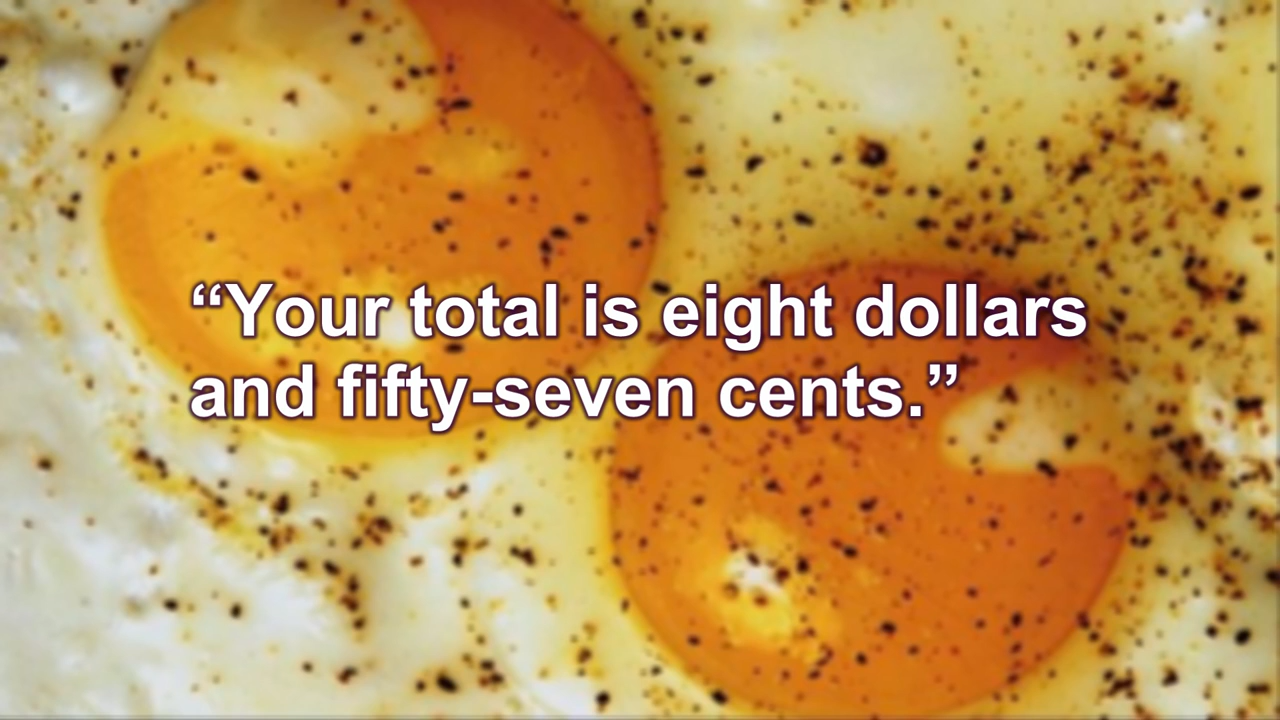 “Your total is eight dollars
and fifty-seven cents.”